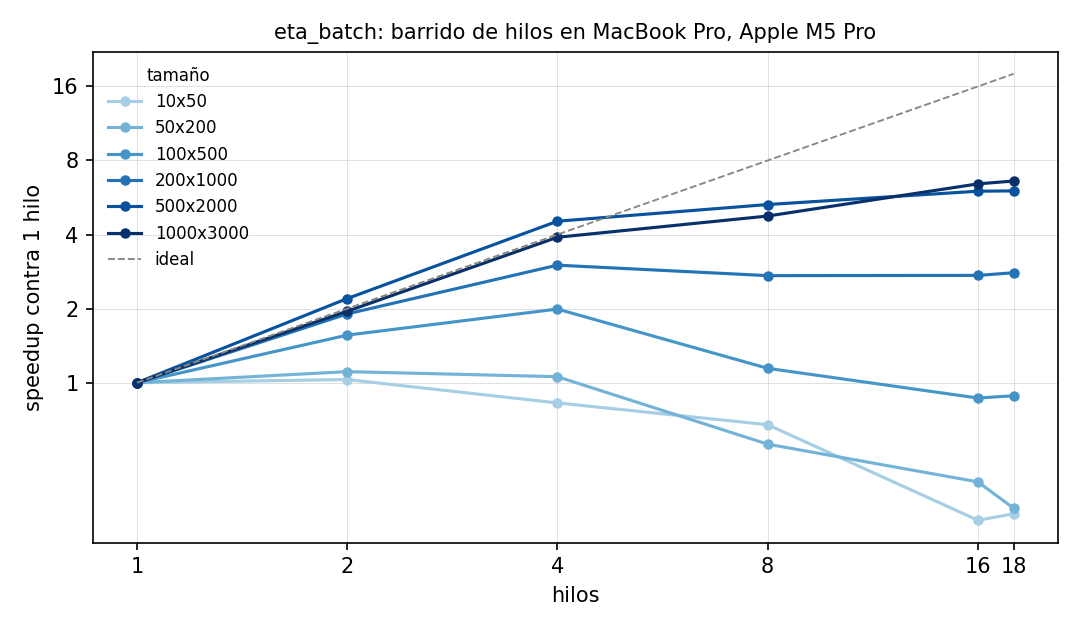 eta_batch: barrido de hilos en MacBook Pro, Apple M5 Pro
speedup contra 1 hilo
16
8
4
2
1
tamaño
10x50
50x200
100x500
200x1000
500x2000
1000x3000
ideal
1 2 4 8 16 18
hilos